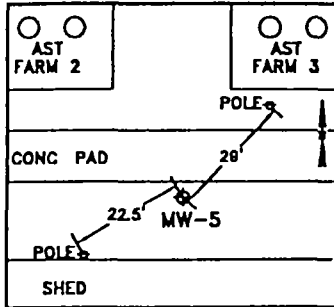 AST
FARM 2
AST
FARM 3
POLE
CONC PAD
28'
22.5'
MW-5
POLE
SHED